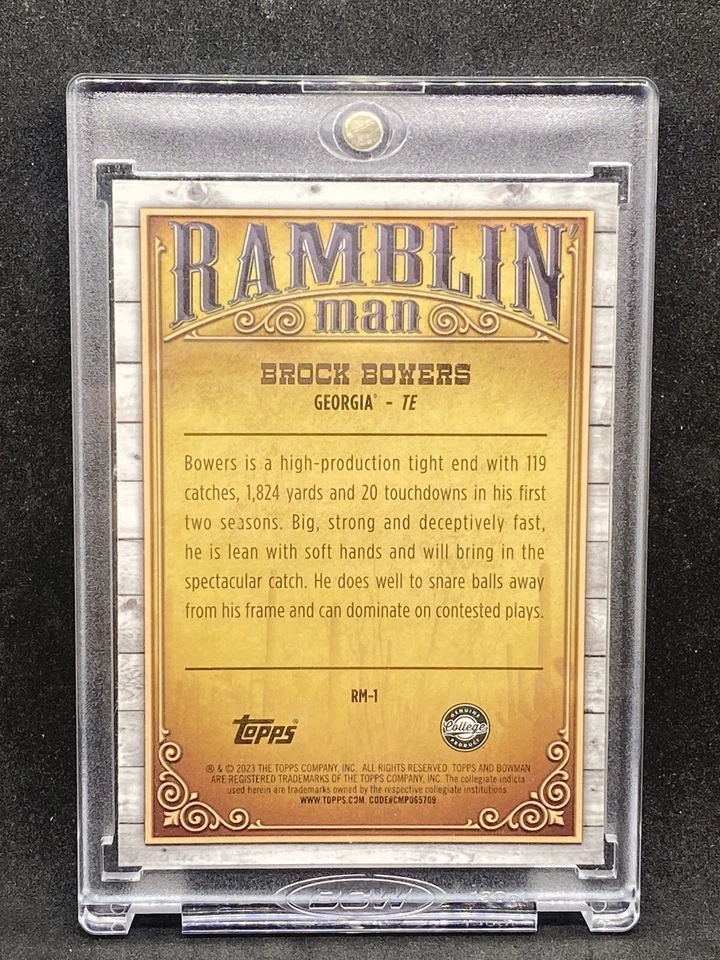 RAMBLIN'
man
BROCK BOWERS
GEORGIA® - TE
Bowers is a high-production tight end with 119
catches, 1,824 yards and 20 touchdowns in his first
two seasons. Big, strong and deceptively fast,
he is lean with soft hands and will bring in the
spectacular catch. He does well to snare balls away
from his frame and can dominate on contested plays.
RM-1
Topps®
GENUINE
College
PRODUCT
® & © 2023 THE TOPPS COMPANY, INC. ALL RIGHTS RESERVED. TOPPS AND BOWMAN
ARE REGISTERED TRADEMARKS OF THE TOPPS COMPANY, INC. The collegiate indicia
used herein are trademarks owned by the respective collegiate institutions.
WWW.TOPPS.COM. CODE#CMP065709
BCW